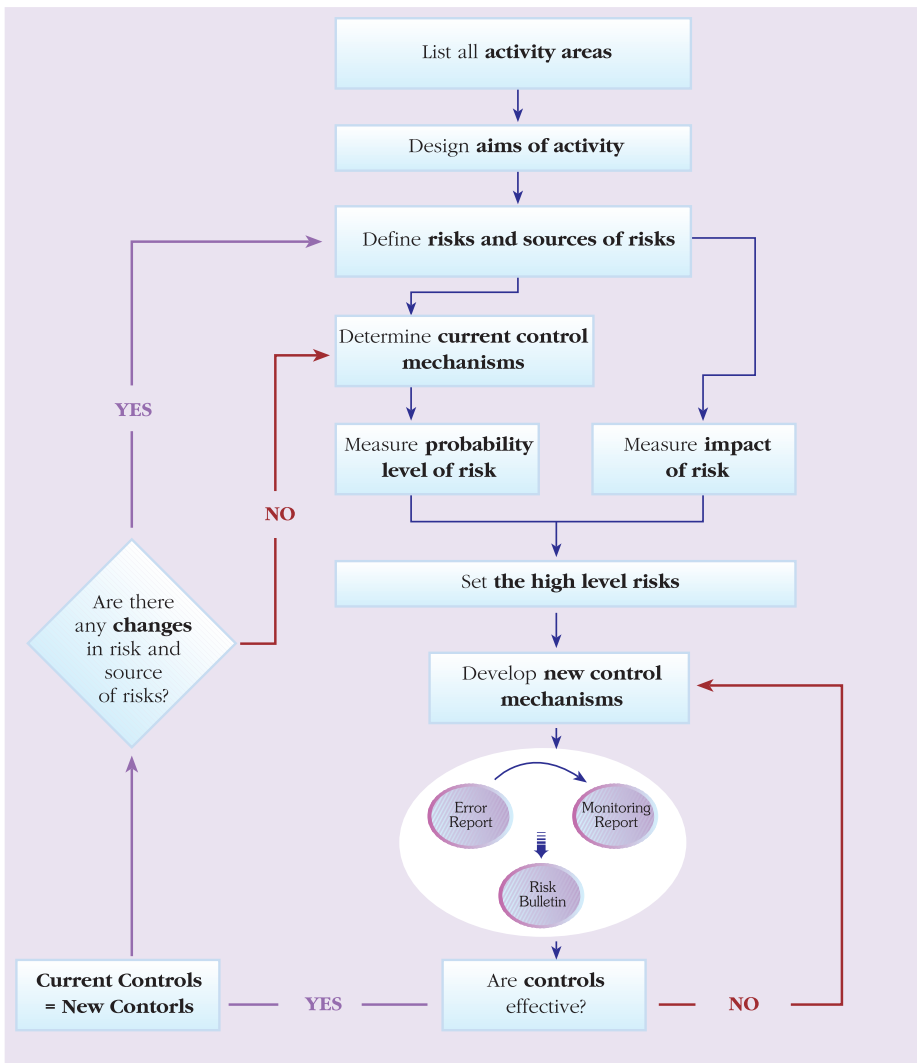 List all activity areas
Design aims of activity
Define risks and sources of risks
Determine current control
mechanisms
YES
Measure probability
level of risk
Measure impact
of risk
NO
Set the high level risks
Are there
any changes
in risk and
source
of risks?
Develop new control
mechanisms
Error
Report
Monitoring
Report
Risk
Bulletin
Current Controls
= New Contorls
YES
Are controls
effective?
NO